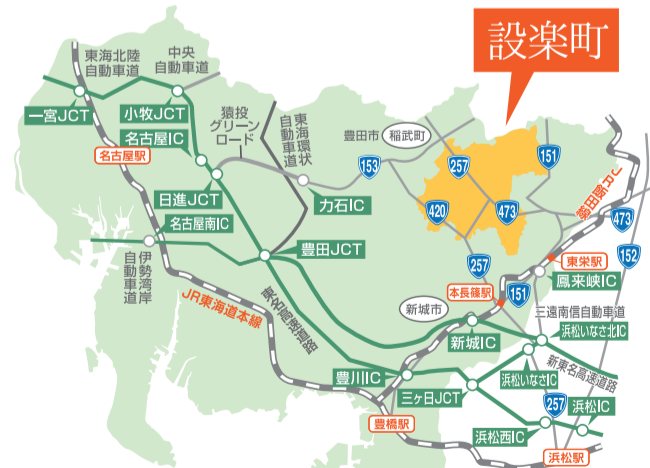 設楽町
東海北陸
自動車道
中央
自動車道
一宮JCT
小牧JCT
猿投
グリーン
ロード
東海環状
自動車道
豊田市
稲武町
151
名古屋IC
名古屋駅
153
257
JR飯田線
日進JCT
力石IC
420
473
473
名古屋南IC
152
257
東栄駅
豊田JCT
鳳来峡IC
伊勢湾岸
自動車道
本長篠駅
151
JR東海道本線
東名高速道路
新城市
三遠南信自動車道
浜松いなさ北IC
新城IC
新東名高速道路
豊川IC
浜松いなさIC
三ヶ日JCT
257
浜松IC
豊橋駅
浜松西IC
浜松駅